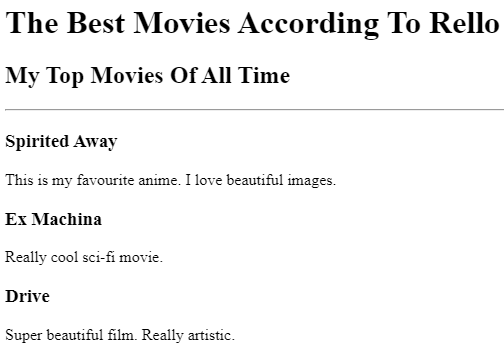 The Best Movies According To Rello
My Top Movies Of All Time
Spirited Away
This is my favourite anime. I love beautiful images.
Ex Machina
Really cool sci-fi movie.
Drive
Super beautiful film. Really artistic.